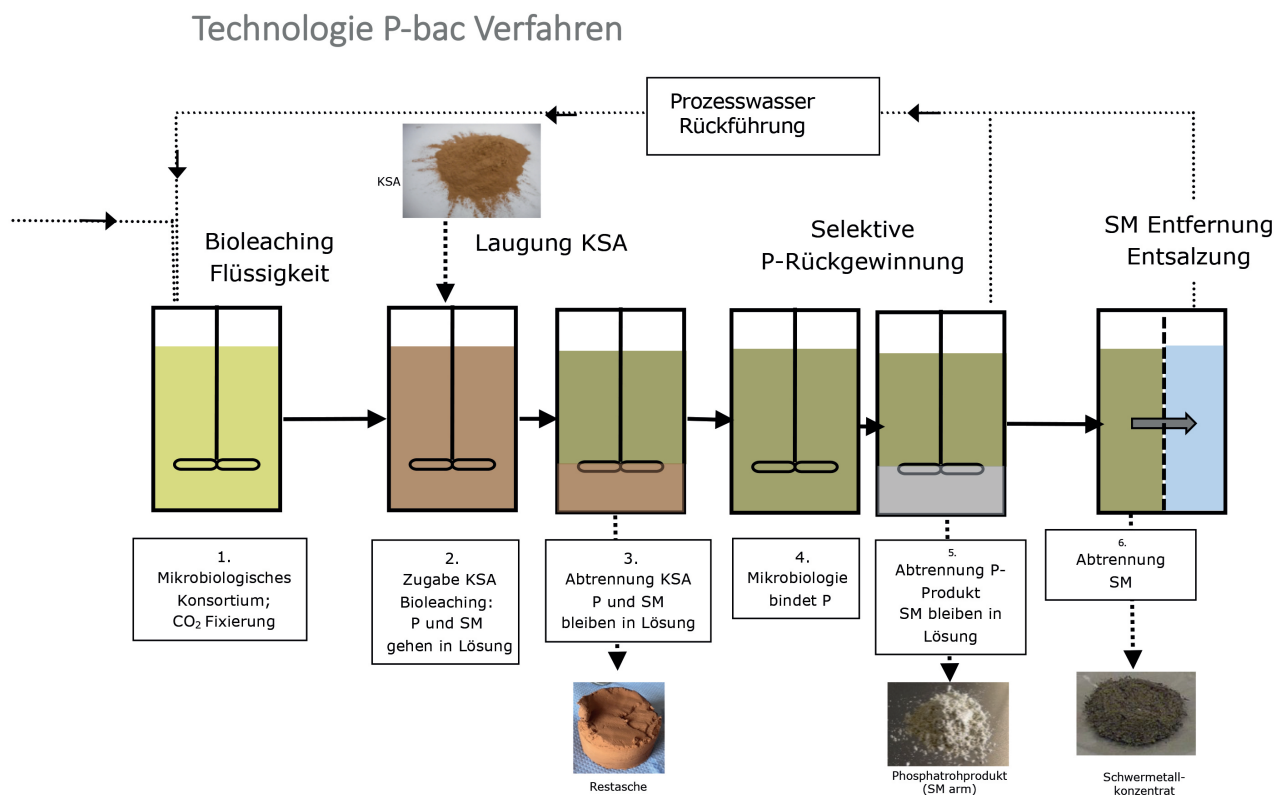 Technologie P-bac Verfahren
Prozesswasser
Rückführung
KSA
Bioleaching
Flüssigkeit
Laugung KSA
Selektive
P-Rückgewinnung
SM Entfernung
Entsalzung
1.
Mikrobiologisches
Konsortium;
CO₂ Fixierung
2.
Zugabe KSA
Bioleaching:
P und SM
gehen in Lösung
3.
Abtrennung KSA
P und SM
bleiben in Lösung
4.
Mikrobiologie
bindet P
5.
Abtrennung P-
Produkt
SM bleiben in
Lösung
6.
Abtrennung
SM
Restasche
Phosphatrohprodukt
(SM arm)
Schwermetall-
konzentrat